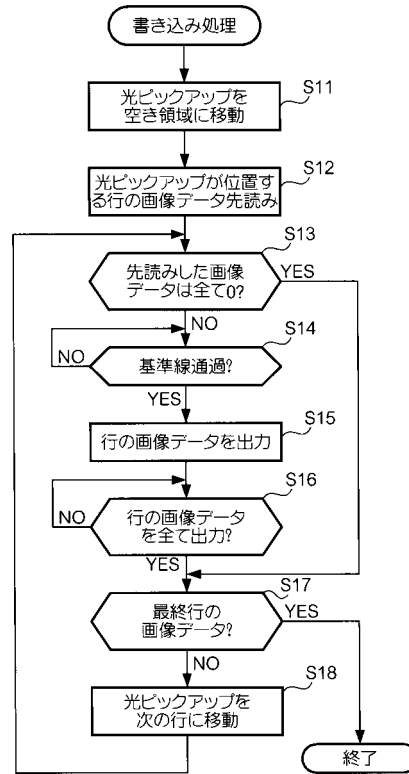 書き込み処理
S11
光ピックアップを
空き領域に移動
S12
光ピックアップが位置す
る行の画像データ先読み
S13
先読みした画像
データは全て0?
YES
NO
S14
基準線通過?
NO
YES
S15
行の画像データを出力
S16
行の画像データ
を全て出力?
NO
YES
S17
最終行の
画像データ?
YES
NO
S18
光ピックアップを
次の行に移動
終了